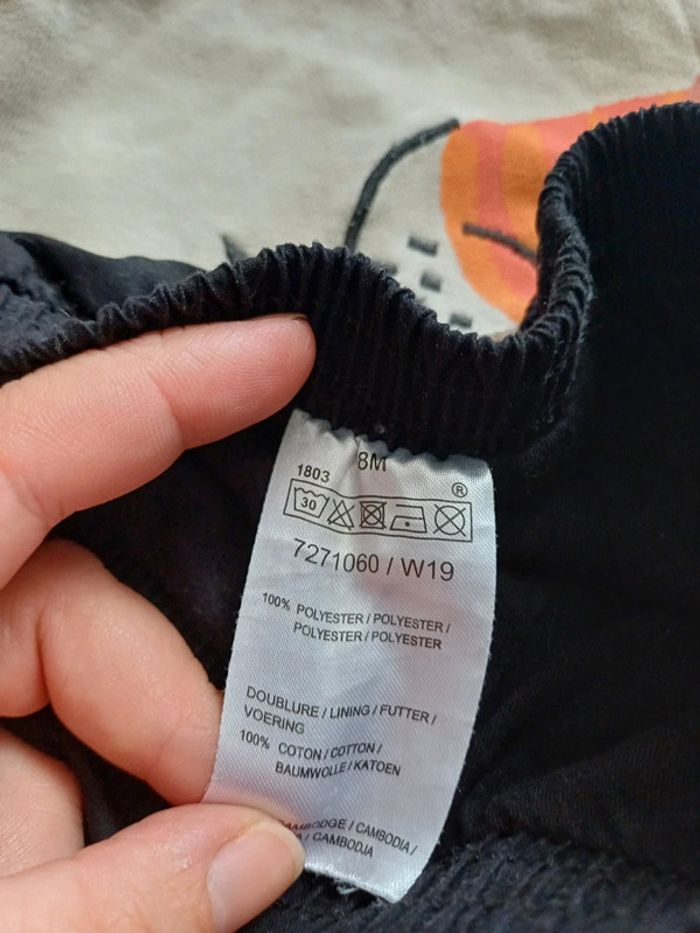 8M
1803
®
30
7271060 / W19
100% POLYESTER / POLYESTER /
POLYESTER / POLYESTER
DOUBLURE / LINING / FUTTER /
VOERING
100% COTON / COTTON /
BAUMWOLLE / KATOEN
CAMBODGE / CAMBODIA /
/ CAMBODJA